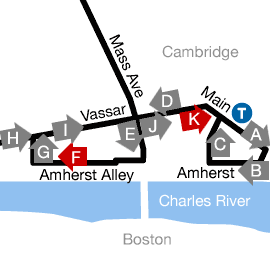 Mass Ave
Cambridge
Main
T
Vassar
D
K
A
H
I
E
J
G
F
C
B
Amherst Alley
Amherst
Charles River
Boston